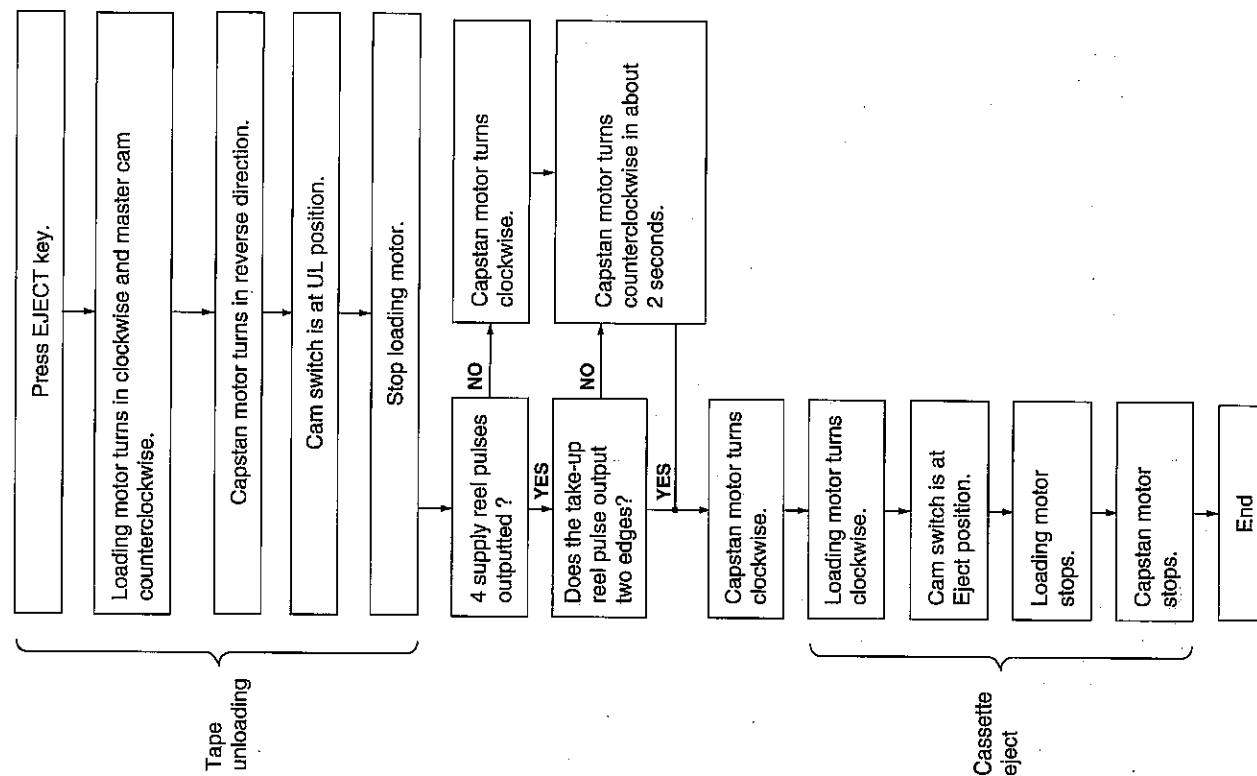 Press EJECT key.
Loading motor turns in clockwise and master cam
counterclockwise.
Capstan motor turns in reverse direction.
Cam switch is at UL position.
Stop loading motor.
Tape
unloading
4 supply reel pulses
outputted ?
NO
Capstan motor turns
clockwise.
YES
Does the take-up
reel pulse output
two edges?
NO
Capstan motor turns
counterclockwise in about
2 seconds.
YES
Capstan motor turns
clockwise.
Loading motor turns
clockwise.
Cam switch is at
Eject position.
Loading motor
stops.
Capstan motor
stops.
Cassette
eject
End